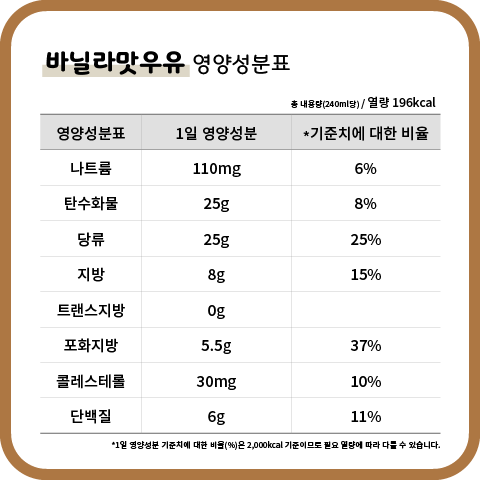 바닐라맛우유 영양성분표
총 내용량(240ml당) / 열량 196kcal
영양성분표 1일 영양성분 *기준치에 대한 비율
나트륨 110mg 6%
탄수화물 25g 8%
당류 25g 25%
지방 8g 15%
트랜스지방 0g
포화지방 5.5g 37%
콜레스테롤 30mg 10%
단백질 6g 11%
*1일 영양성분 기준치에 대한 비율(%)은 2,000kcal 기준이므로 필요 열량에 따라 다를 수 있습니다.